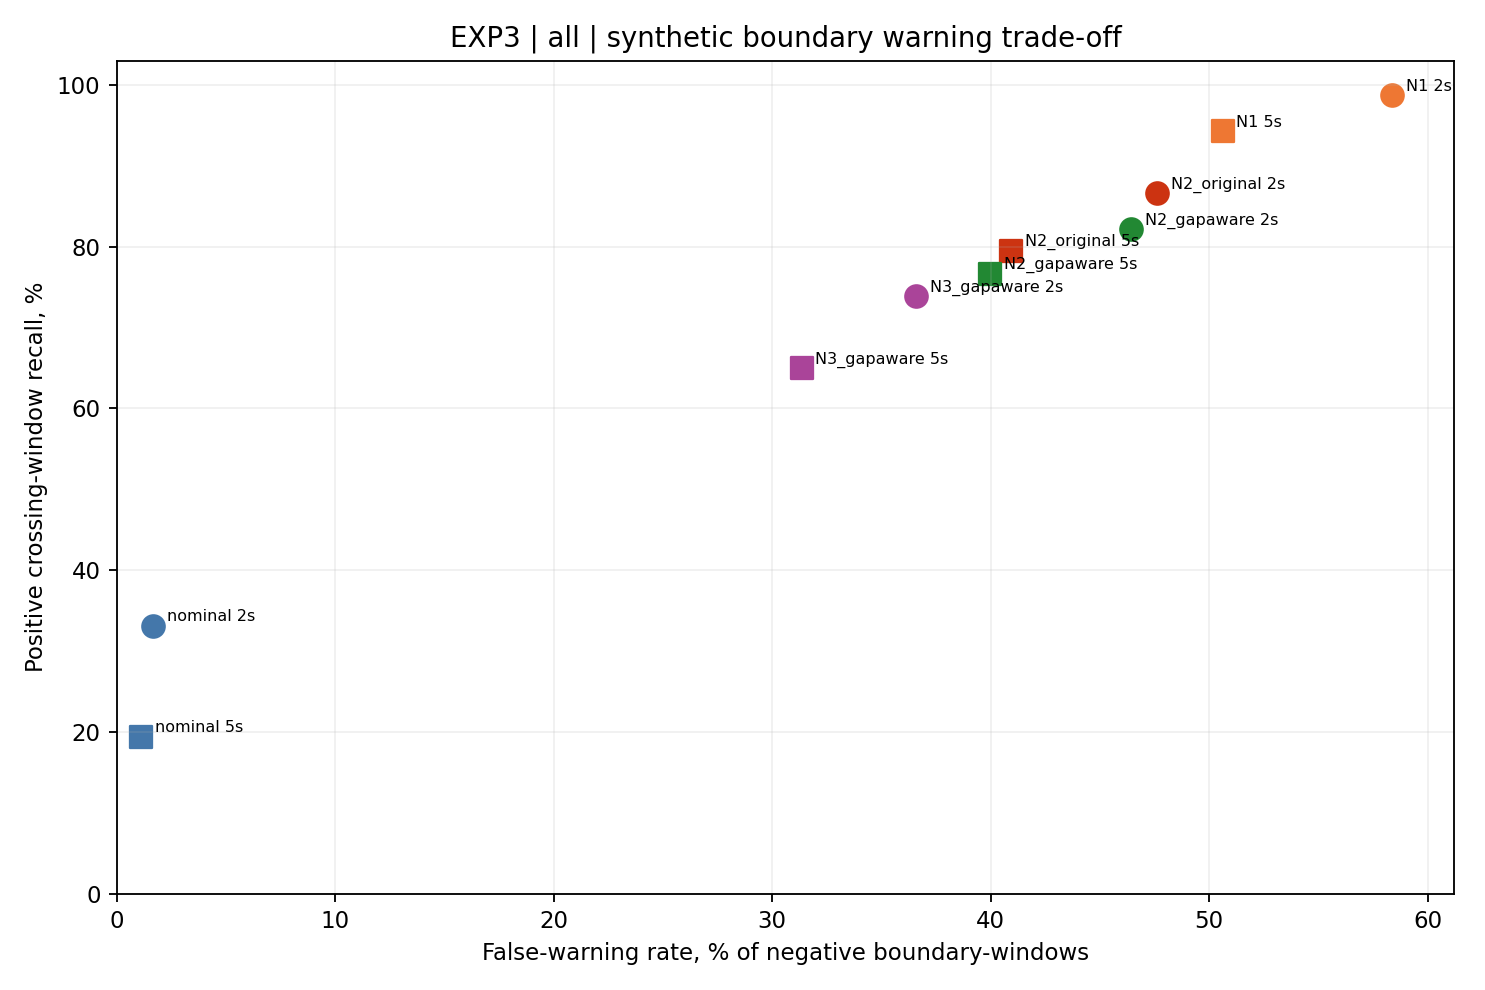 EXP3 | all | synthetic boundary warning trade-off
100
N1 2s
N1 5s
N2_original 2s
N2_gapaware 2s
80
N2_original 5s
N2_gapaware 5s
N3_gapaware 2s
N3_gapaware 5s
60
40
nominal 2s
nominal 5s
20
0
Positive crossing-window recall, %
0 10 20 30 40 50 60
False-warning rate, % of negative boundary-windows